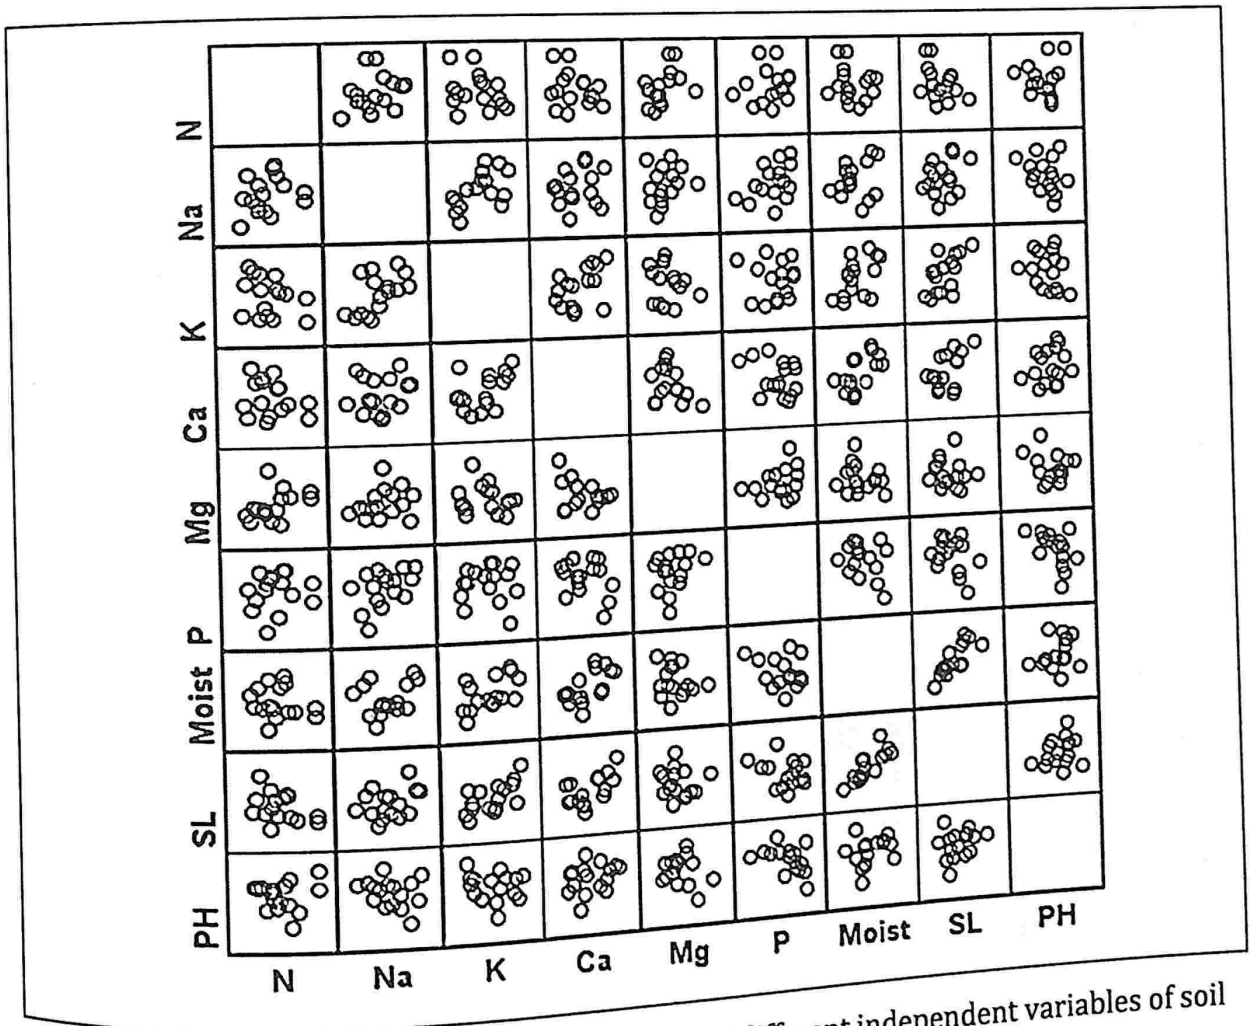 N
Na
K
Ca
Mg
P
Moist
SL
PH
N Na K Ca Mg P Moist SL PH
independent variables of soil